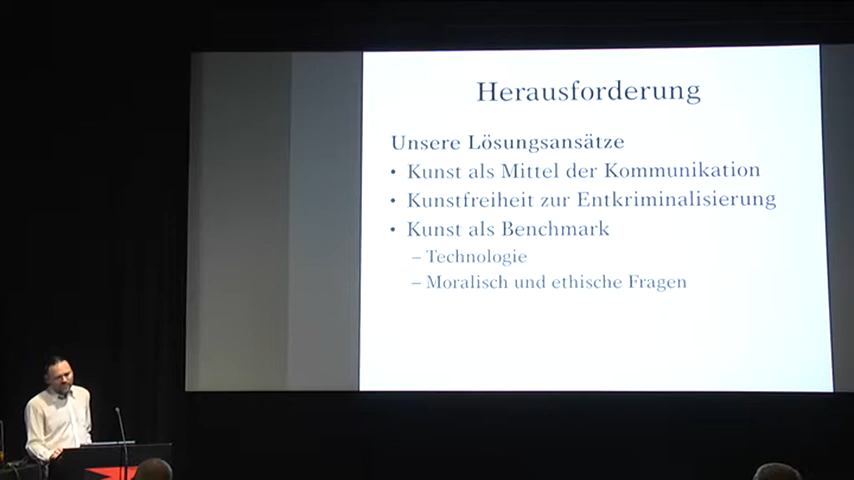 Herausforderung
Unsere Lösungsansätze
• Kunst als Mittel der Kommunikation
• Kunstfreiheit zur Entkriminalisierung
• Kunst als Benchmark
– Technologie
– Moralisch und ethische Fragen